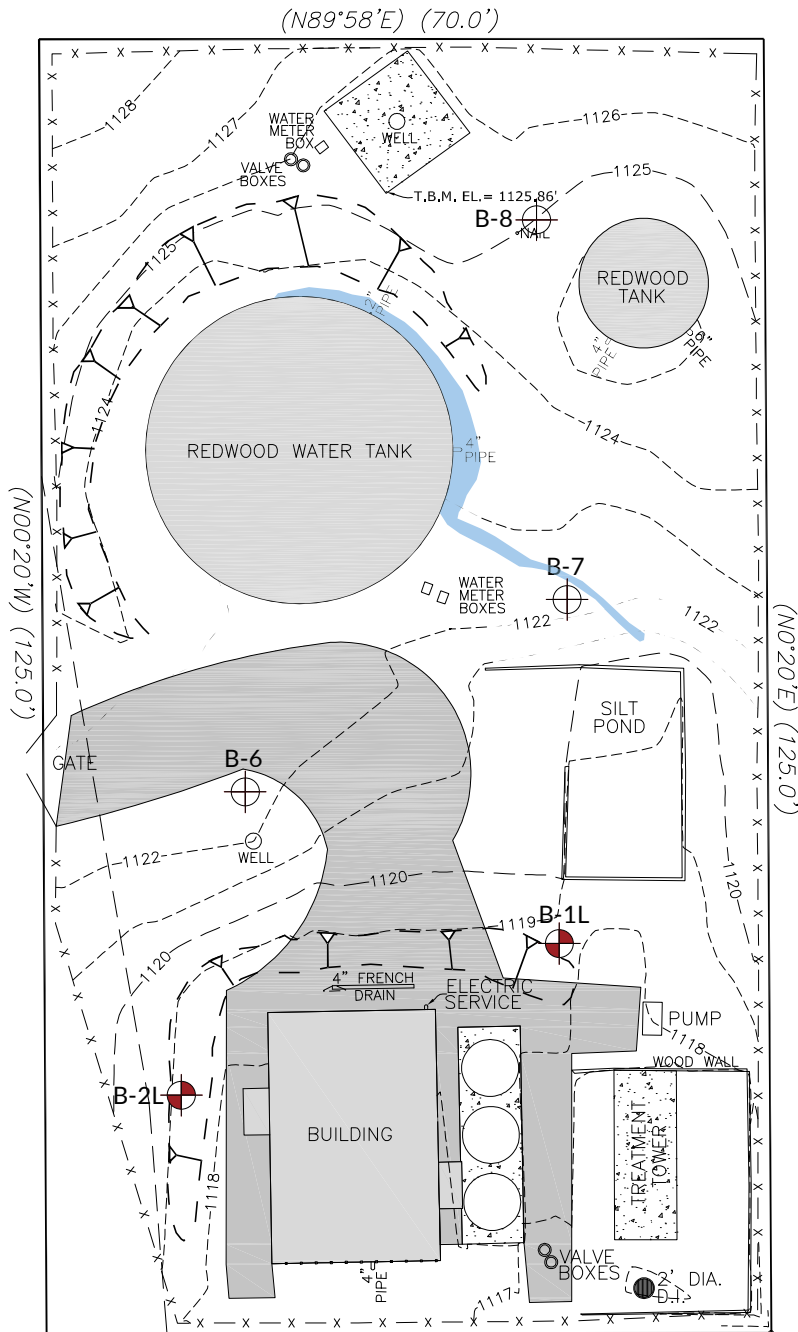 (N89°58'E) (70.0')
1128
1127
WATER
METER
BOX
WELL
1126
VALVE
BOXES
1125
T.B.M. EL.= 1125.86'
B-8
NAIL
1125
REDWOOD
TANK
2"
PIPE
4"
PIPE
6"
PIPE
1124
REDWOOD WATER TANK
4"
PIPE
1124
(N00°20'W) (125.0')
B-7
WATER
METER
BOXES
1122
1122
(N0°20'E) (125.0')
SILT
POND
GATE
B-6
WELL
1122
1120
1120
1120
1119
B-1L
4" FRENCH
DRAIN
ELECTRIC
SERVICE
PUMP
1118
WOOD WALL
B-2L
BUILDING
TREATMENT
TOWER
1118
4"
PIPE
VALVE
BOXES
2' DIA.
D.I.
1117